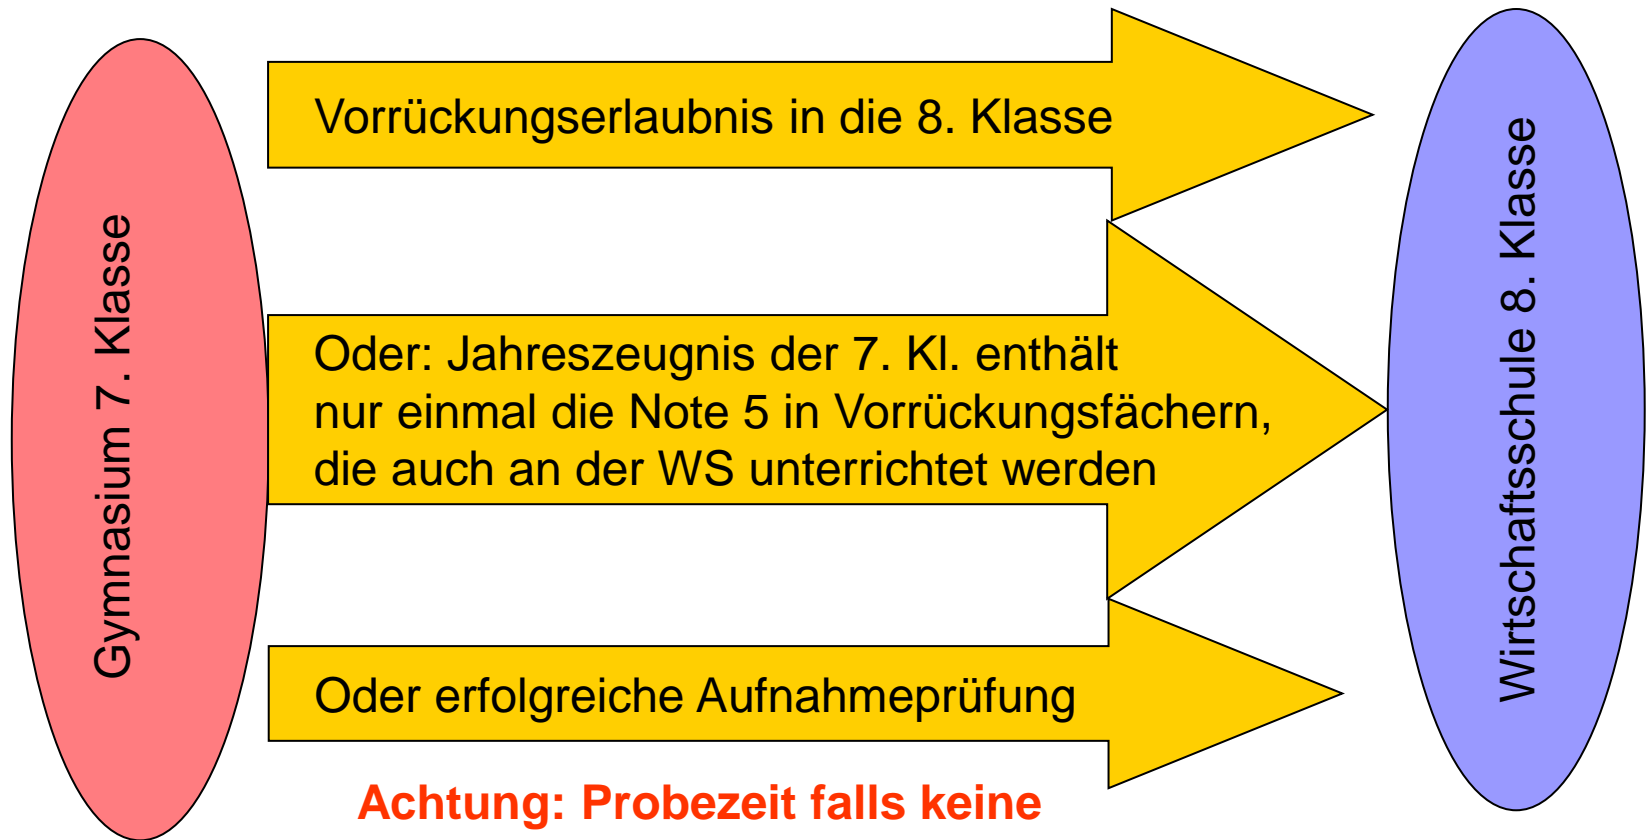 Gymnasium 7. Klasse
Vorrückungserlaubnis in die 8. Klasse
Oder: Jahreszeugnis der 7. Kl. enthält
nur einmal die Note 5 in Vorrückungsfächern,
die auch an der WS unterrichtet werden
Oder erfolgreiche Aufnahmeprüfung
Achtung: Probezeit falls keine
Wirtschaftsschule 8. Klasse